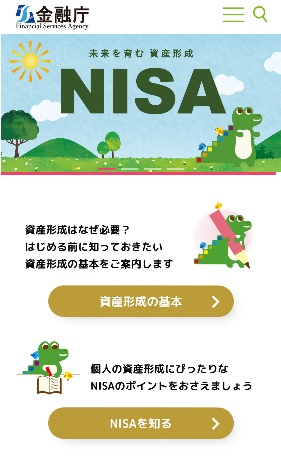 金融庁
Financial Services Agency
未来を育む 資産形成
NISA
資産形成はなぜ必要？
はじめる前に知っておきたい
資産形成の基本をご案内します
資産形成の基本
個人の資産形成にぴったりな
NISAのポイントをおさえましょう
NISAを知る